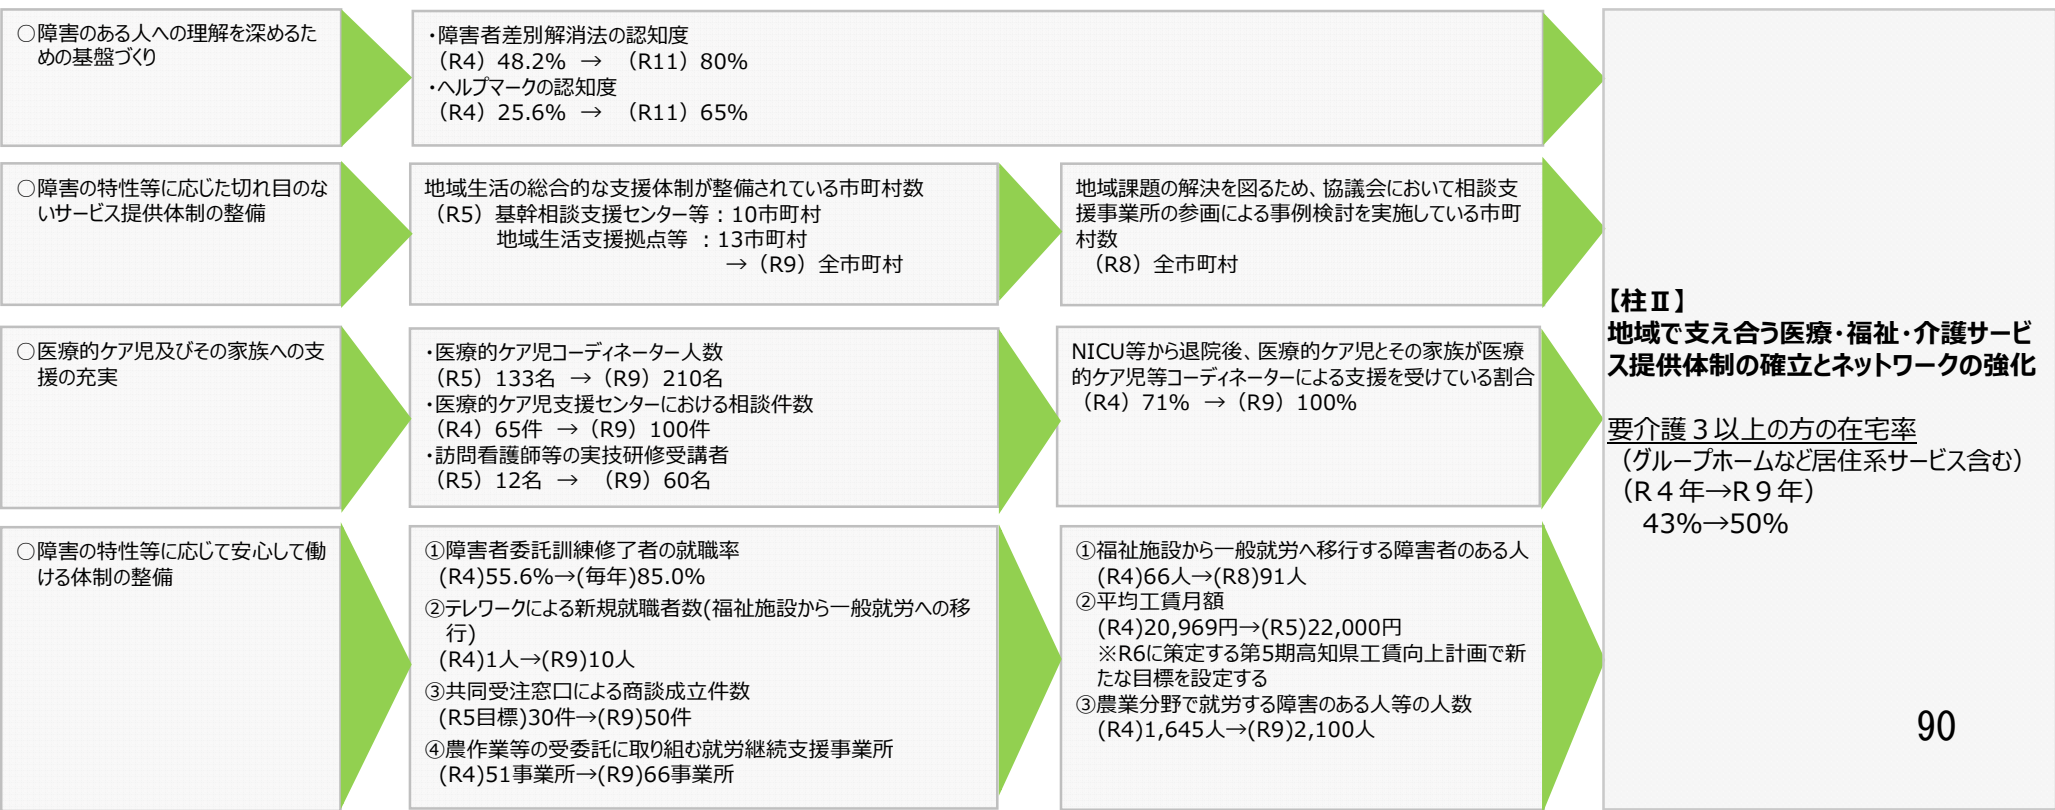 ○障害のある人への理解を深めるた
めの基盤づくり
・障害者差別解消法の認知度
（R4）48.2% → （R11）80%
・ヘルプマークの認知度
（R4）25.6% → （R11）65%
○障害の特性等に応じた切れ目のな
いサービス提供体制の整備
地域生活の総合的な支援体制が整備されている市町村数
（R5）基幹相談支援センター等：10市町村
地域生活支援拠点等 ：13市町村
→（R9）全市町村
地域課題の解決を図るため、協議会において相談支
援事業所の参画による事例検討を実施している市町
村数
（R8）全市町村
○医療的ケア児及びその家族への支
援の充実
・医療的ケア児コーディネーター人数
（R5）133名 →（R9）210名
・医療的ケア児支援センターにおける相談件数
（R4）65件 →（R9）100件
・訪問看護師等の実技研修受講者
（R5）12名 → （R9）60名
NICU等から退院後、医療的ケア児とその家族が医療
的ケア児等コーディネーターによる支援を受けている割合
（R4）71% →（R9）100%
○障害の特性等に応じて安心して働
ける体制の整備
①障害者委託訓練修了者の就職率
(R4)55.6%→(毎年)85.0%
②テレワークによる新規就職者数(福祉施設から一般就労への移
行)
(R4)1人→(R9)10人
③共同受注窓口による商談成立件数
(R5目標)30件→(R9)50件
④農作業等の受委託に取り組む就労継続支援事業所
(R4)51事業所→(R9)66事業所
①福祉施設から一般就労へ移行する障害者のある人
(R4)66人→(R8)91人
②平均工賃月額
(R4)20,969円→(R5)22,000円
※R6に策定する第5期高知県工賃向上計画で新
たな目標を設定する
③農業分野で就労する障害のある人等の人数
(R4)1,645人→(R9)2,100人
【柱Ⅱ】
地域で支え合う医療・福祉・介護サービ
ス提供体制の確立とネットワークの強化
要介護３以上の方の在宅率
（グループホームなど居住系サービス含む）
（R４年→R９年）
43%→50%
90